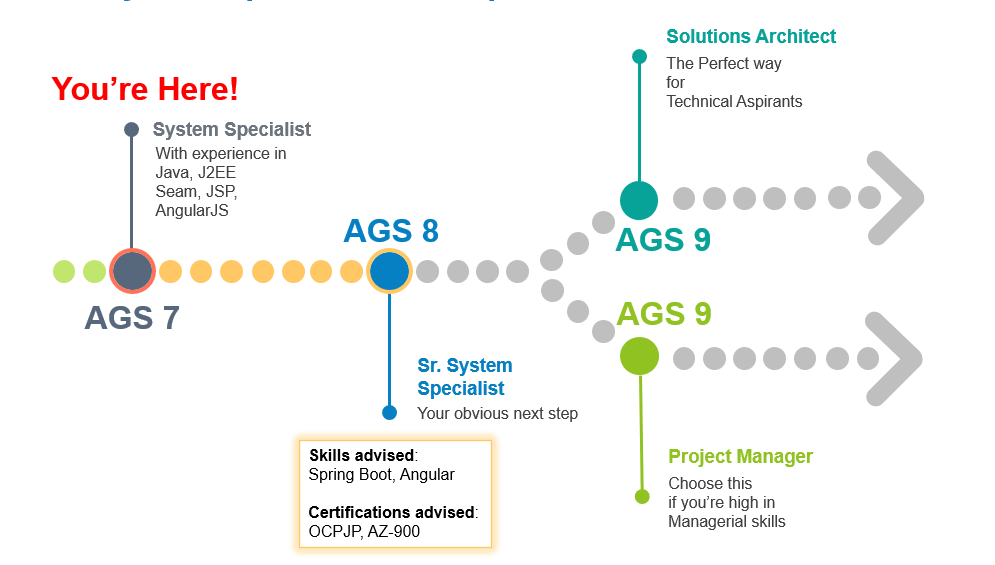 You're Here!
System Specialist
With experience in
Java, J2EE
Seam, JSP,
AngularJS
AGS 7
AGS 8
Sr. System
Specialist
Your obvious next step
Skills advised:
Spring Boot, Angular
Certifications advised:
OCPJP, AZ-900
Solutions Architect
The Perfect way
for
Technical Aspirants
AGS 9
AGS 9
Project Manager
Choose this
if you're high in
Managerial skills